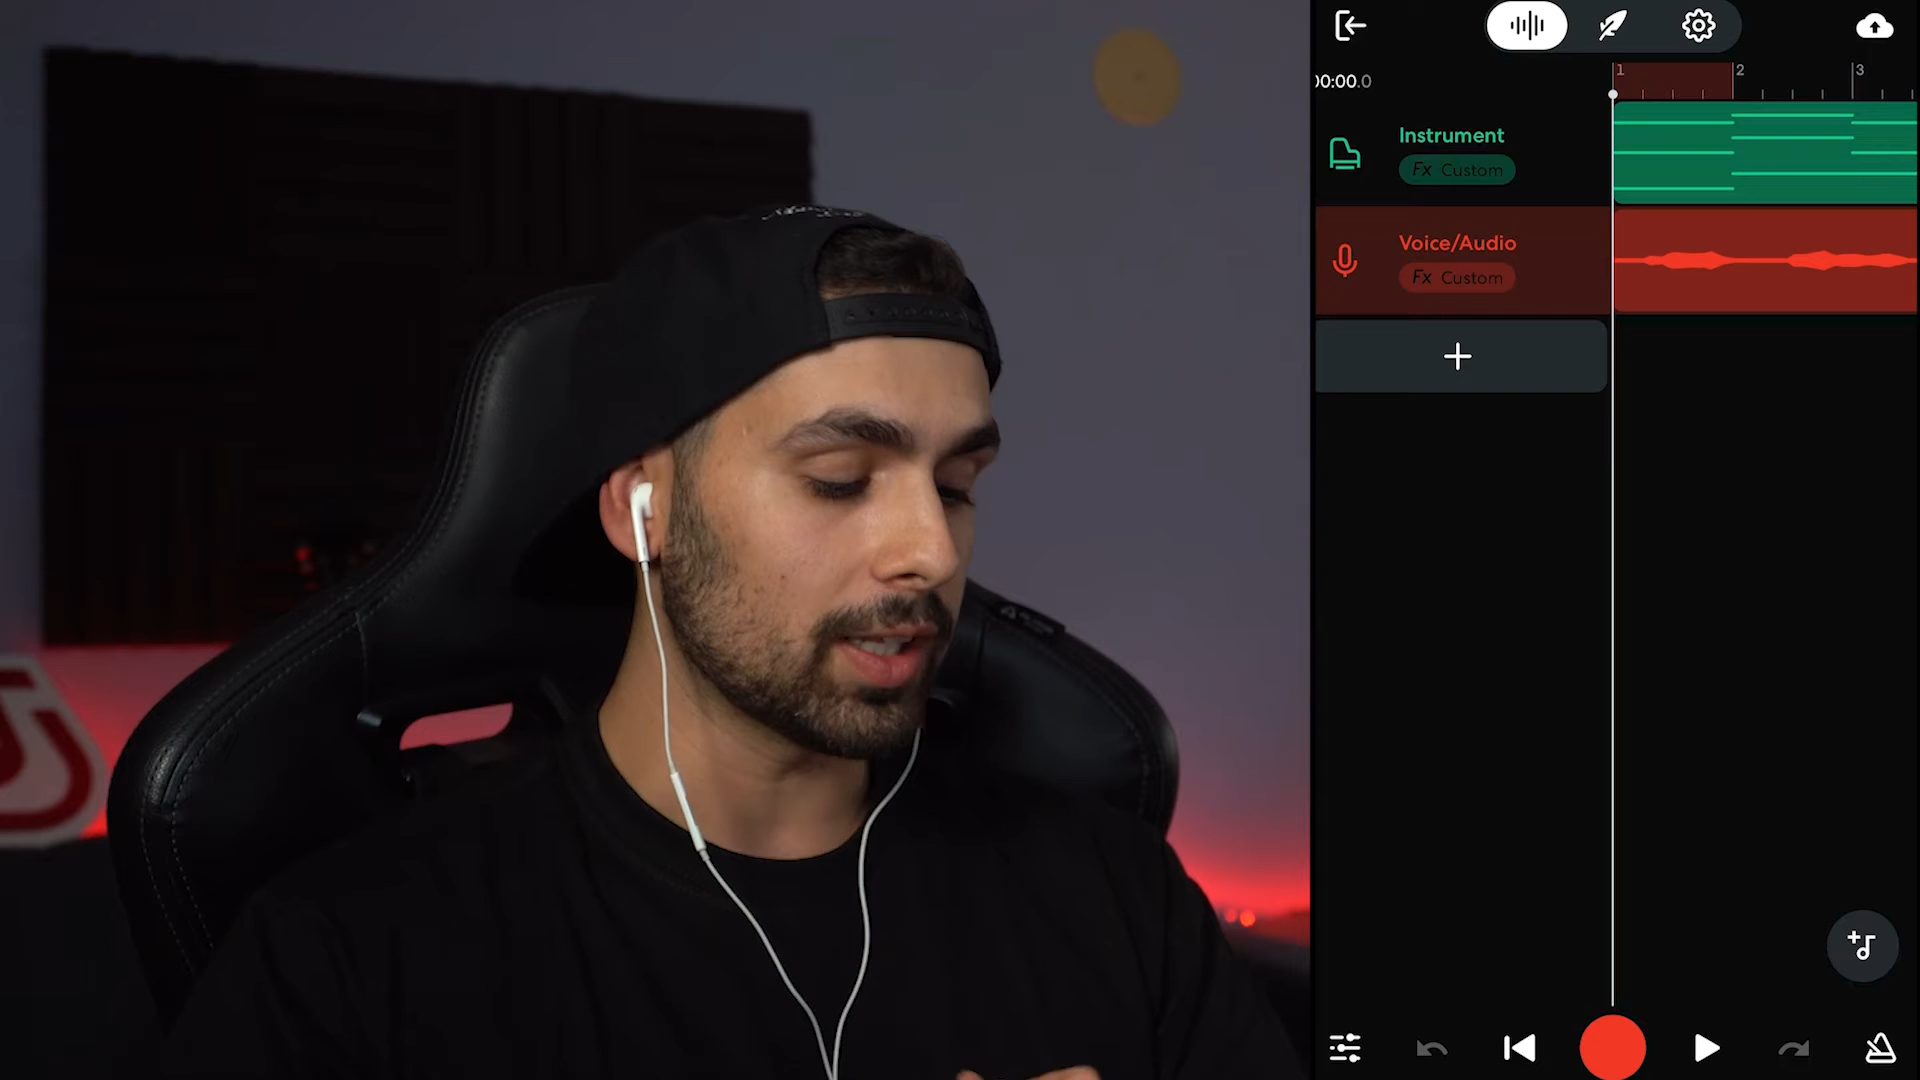 00:00.0
1
2
3
Instrument
Fx Custom
Voice/Audio
Fx Custom